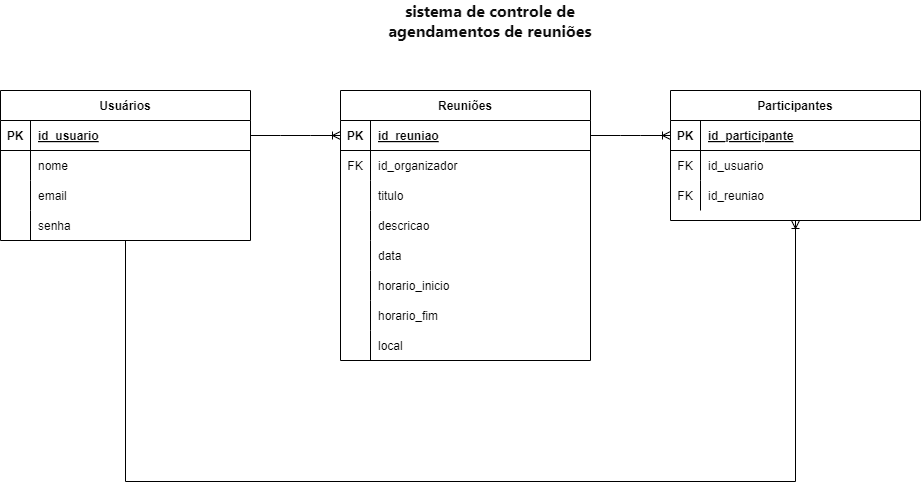 sistema de controle de
agendamentos de reuniões
Usuários
PK id_usuario
nome
email
senha
Reuniões
PK id_reuniao
FK id_organizador
titulo
descricao
data
horario_inicio
horario_fim
local
Participantes
PK id_participante
FK id_usuario
FK id_reuniao